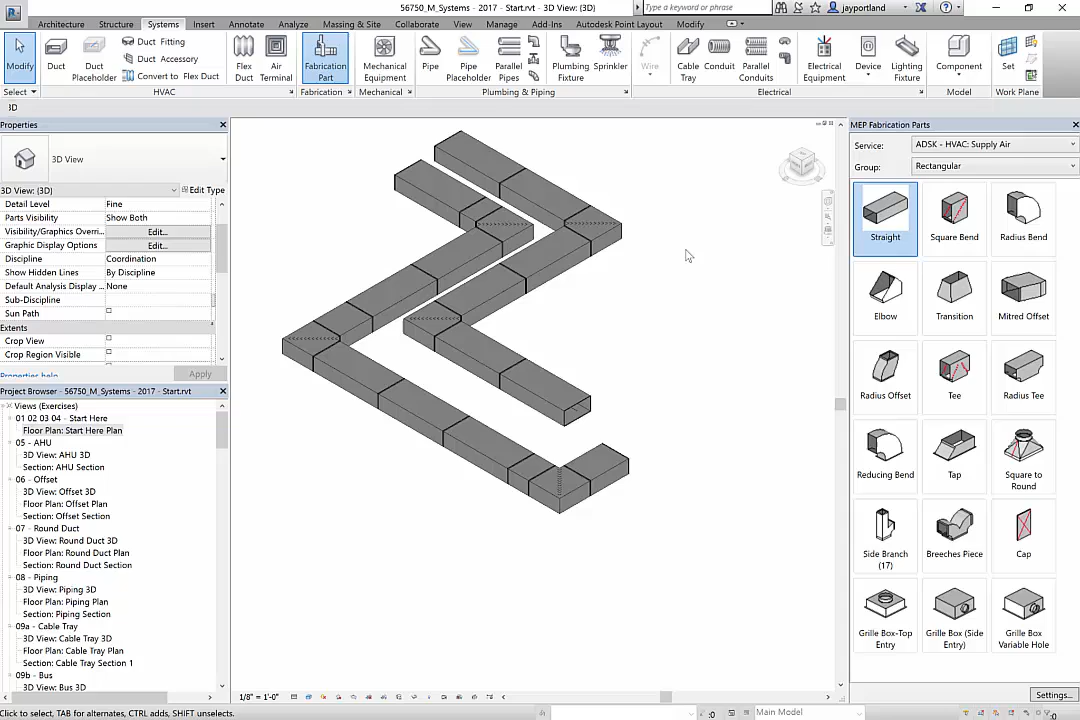 56750_M_Systems - 2017 - Start.rvt - 3D View: {3D}
Type a keyword or phrase
jayportland
Architecture Structure Systems Insert Annotate Analyze Massing & Site Collaborate View Manage Add-Ins Autodesk Point Layout Modify
Modify
Duct
Duct Placeholder
Duct Fitting
Duct Accessory
Convert to Flex Duct
Flex Duct
Air Terminal
Fabrication Part
Mechanical Equipment
Pipe
Pipe Placeholder
Parallel Pipes
Plumbing Fixture
Sprinkler
Wire
Cable Tray
Conduit
Parallel Conduits
Electrical Equipment
Device
Lighting Fixture
Component
Set
Select
HVAC
Fabrication
Mechanical
Plumbing & Piping
Electrical
Model
Work Plane
3D
Properties
3D View
3D View: {3D}
Edit Type
Detail Level Fine
Parts Visibility Show Both
Visibility/Graphics Overri... Edit...
Graphic Display Options Edit...
Discipline Coordination
Show Hidden Lines By Discipline
Default Analysis Display ... None
Sub-Discipline
Sun Path
Extents
Crop View
Crop Region Visible
Properties help
Apply
Project Browser - 56750_M_Systems - 2017 - Start.rvt
Views (Exercises)
01 02 03 04 - Start Here
Floor Plan: Start Here Plan
05 - AHU
3D View: AHU 3D
Section: AHU Section
06 - Offset
3D View: Offset 3D
Floor Plan: Offset Plan
Section: Offset Section
07 - Round Duct
3D View: Round Duct 3D
Floor Plan: Round Duct Plan
Section: Round Duct Section
08 - Piping
3D View: Piping 3D
Floor Plan: Piping Plan
Section: Piping Section
09a - Cable Tray
3D View: Cable Tray 3D
Floor Plan: Cable Tray Plan
Section: Cable Tray Section 1
09b - Bus
3D View: Bus 3D
MEP Fabrication Parts
Service: ADSK - HVAC: Supply Air
Group: Rectangular
Straight
Square Bend
Radius Bend
Elbow
Transition
Mitred Offset
Radius Offset
Tee
Radius Tee
Reducing Bend
Tap
Square to Round
Side Branch (17)
Breeches Piece
Cap
Grille Box-Top Entry
Grille Box (Side Entry)
Grille Box Variable Hole
Settings...
1/8" = 1'-0"
Click to select, TAB for alternates, CTRL adds, SHIFT unselects.
:0
Main Model
:0